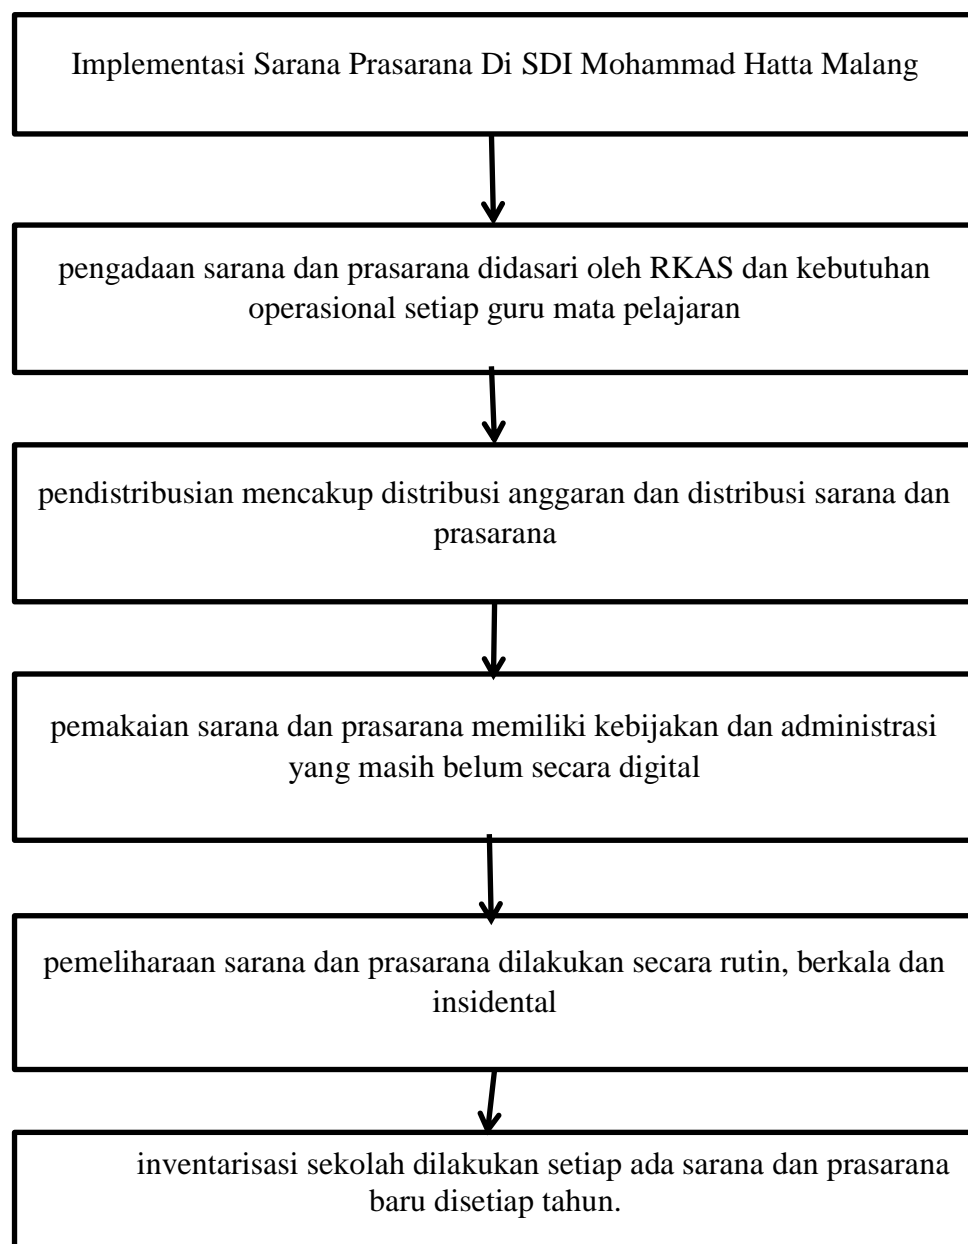 Implementasi Sarana Prasarana Di SDI Mohammad Hatta Malang
pengadaan sarana dan prasarana didasari oleh RKAS dan kebutuhan
operasional setiap guru mata pelajaran
pendistribusian mencakup distribusi anggaran dan distribusi sarana dan
prasarana
pemakaian sarana dan prasarana memiliki kebijakan dan administrasi
yang masih belum secara digital
pemeliharaan sarana dan prasarana dilakukan secara rutin, berkala dan
insidental
inventarisasi sekolah dilakukan setiap ada sarana dan prasarana
baru disetiap tahun.